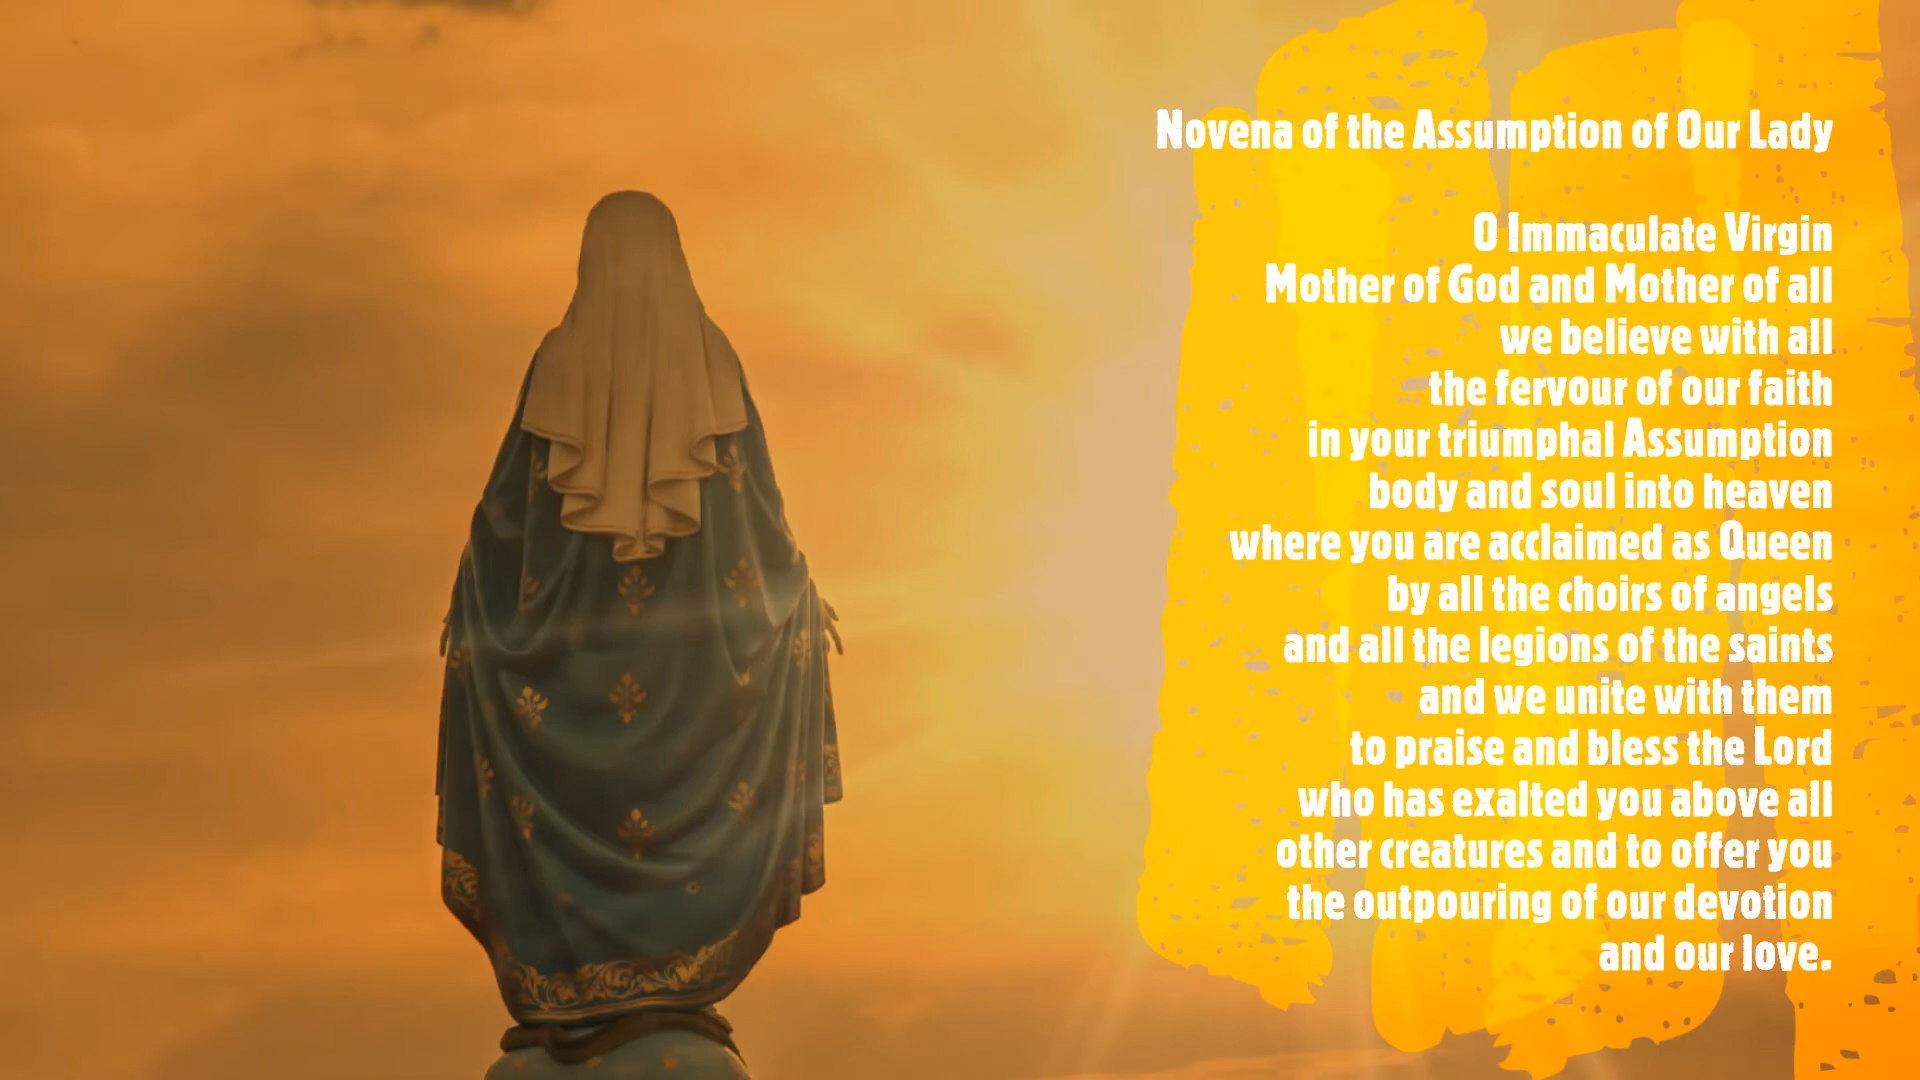 Novena of the Assumption of Our Lady
O Immaculate Virgin
Mother of God and Mother of all
we believe with all
the fervour of our faith
in your triumphal Assumption
body and soul into heaven
where you are acclaimed as Queen
by all the choirs of angels
and all the legions of the saints
and we unite with them
to praise and bless the Lord
who has exalted you above all
other creatures and to offer you
the outpouring of our devotion
and our love.